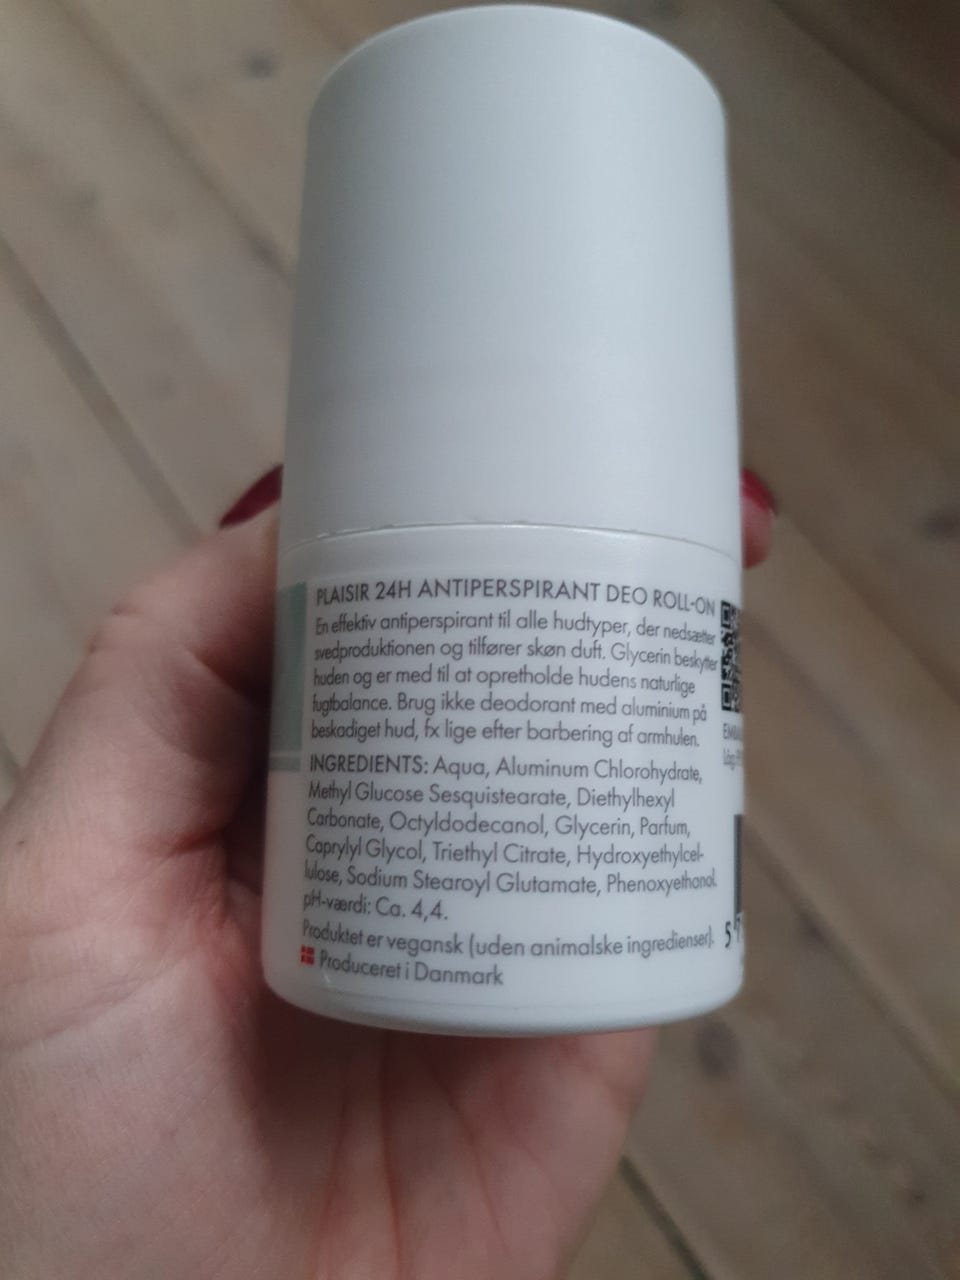 PLAISIR 24H ANTIPERSPIRANT DEO ROLL-ON
En effektiv antiperspirant til alle hudtyper, der nedsætter
svedproduktionen og tilfører skøn duft. Glycerin beskytter
huden og er med til at opretholde hudens naturlige
fugtbalance. Brug ikke deodorant med aluminium på
beskadiget hud, fx lige efter barbering af armhulen.
INGREDIENTS: Aqua, Aluminum Chlorohydrate,
Methyl Glucose Sesquistearate, Diethylhexyl
Carbonate, Octyldodecanol, Glycerin, Parfum,
Caprylyl Glycol, Triethyl Citrate, Hydroxyethylcel-
lulose, Sodium Stearoyl Glutamate, Phenoxyethanol.
pH-værdi: Ca. 4,4.
Produktet er vegansk (uden animalske ingredienser).
Produceret i Danmark